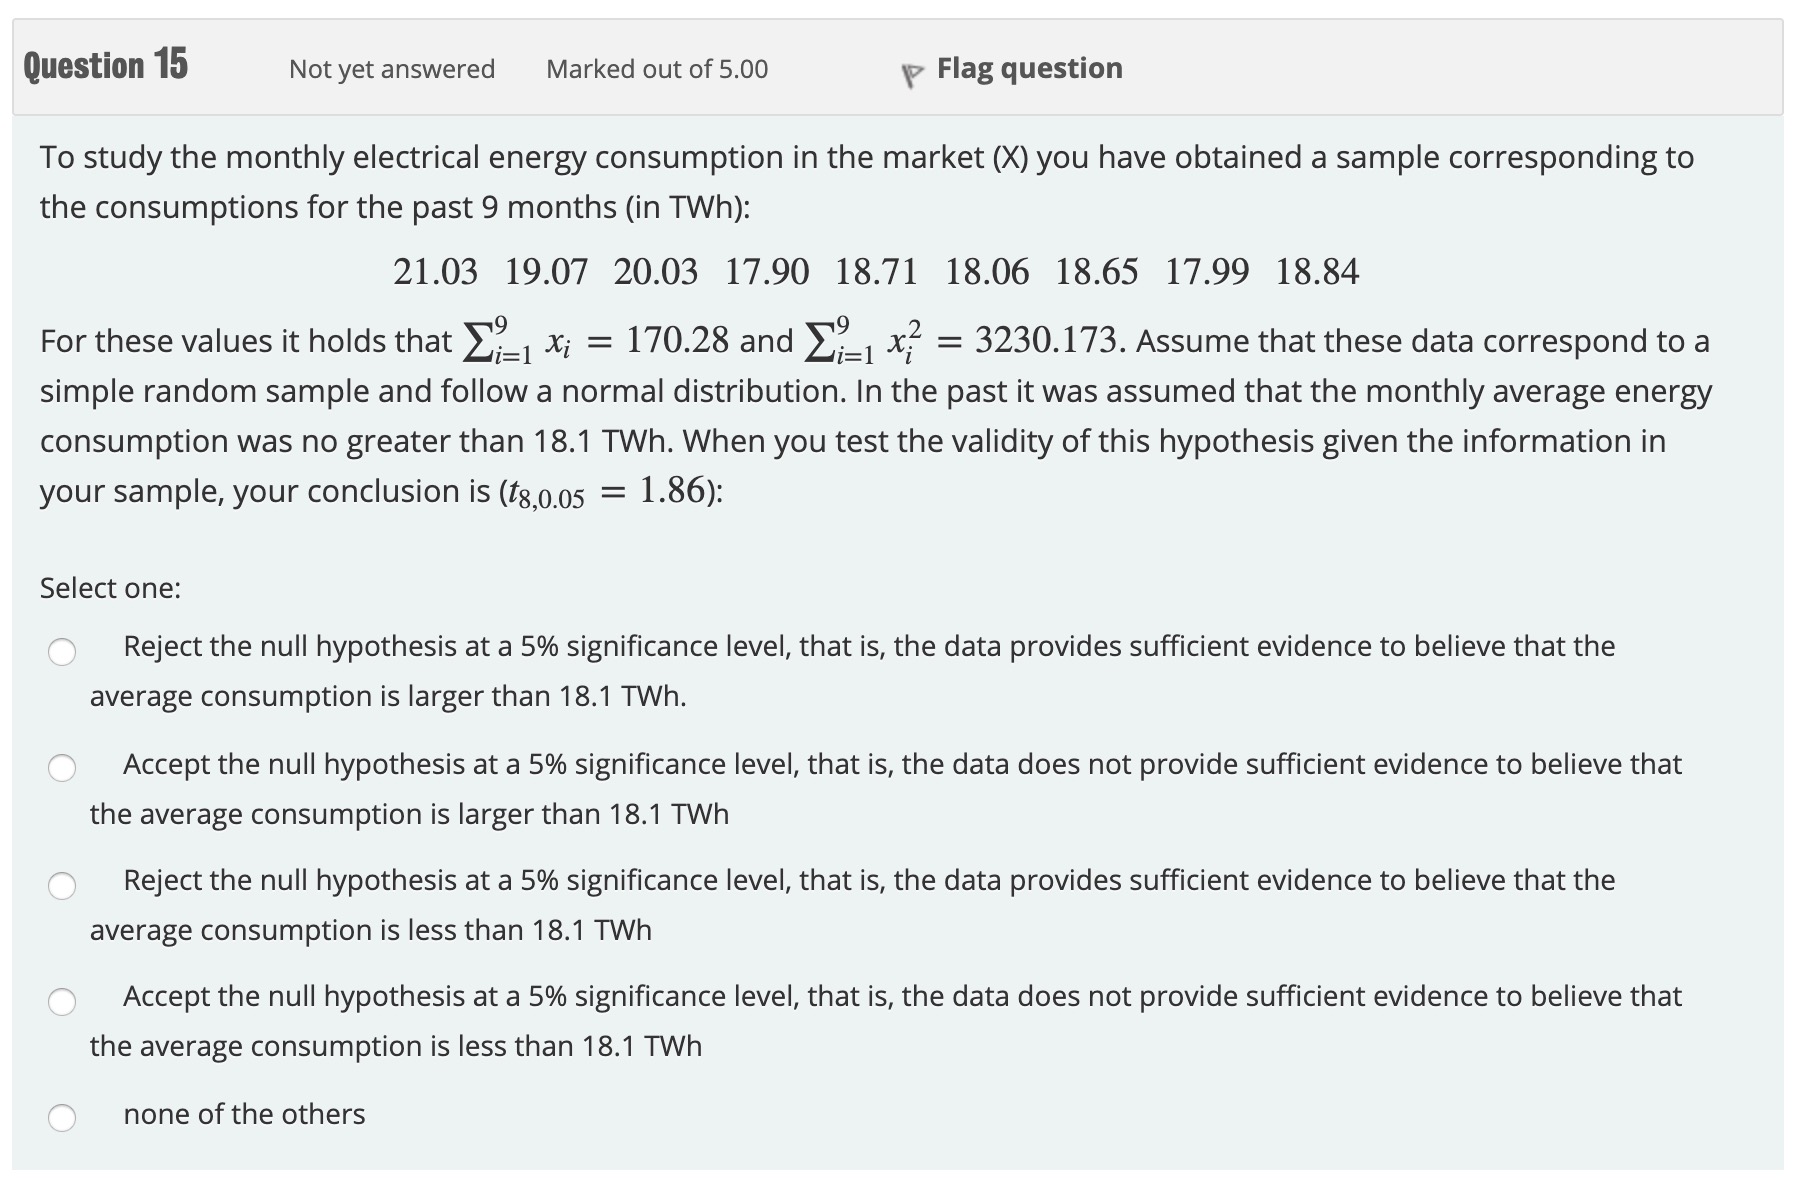 Question 15 Not yet answered Marked out of 5.00 Flag question
To study the monthly electrical energy consumption in the market (X) you have obtained a sample corresponding to
the consumptions for the past 9 months (in TWh):
21.03 19.07 20.03 17.90 18.71 18.06 18.65 17.99 18.84
For these values it holds that $\sum_{i=1}^{9} x_i = 170.28$ and $\sum_{i=1}^{9} x_i^2 = 3230.173$. Assume that these data correspond to a
simple random sample and follow a normal distribution. In the past it was assumed that the monthly average energy
consumption was no greater than 18.1 TWh. When you test the validity of this hypothesis given the information in
your sample, your conclusion is ($t_{8,0.05} = 1.86$):
Select one:
Reject the null hypothesis at a 5% significance level, that is, the data provides sufficient evidence to believe that the
average consumption is larger than 18.1 TWh.
Accept the null hypothesis at a 5% significance level, that is, the data does not provide sufficient evidence to believe that
the average consumption is larger than 18.1 TWh
Reject the null hypothesis at a 5% significance level, that is, the data provides sufficient evidence to believe that the
average consumption is less than 18.1 TWh
Accept the null hypothesis at a 5% significance level, that is, the data does not provide sufficient evidence to believe that
the average consumption is less than 18.1 TWh
none of the others